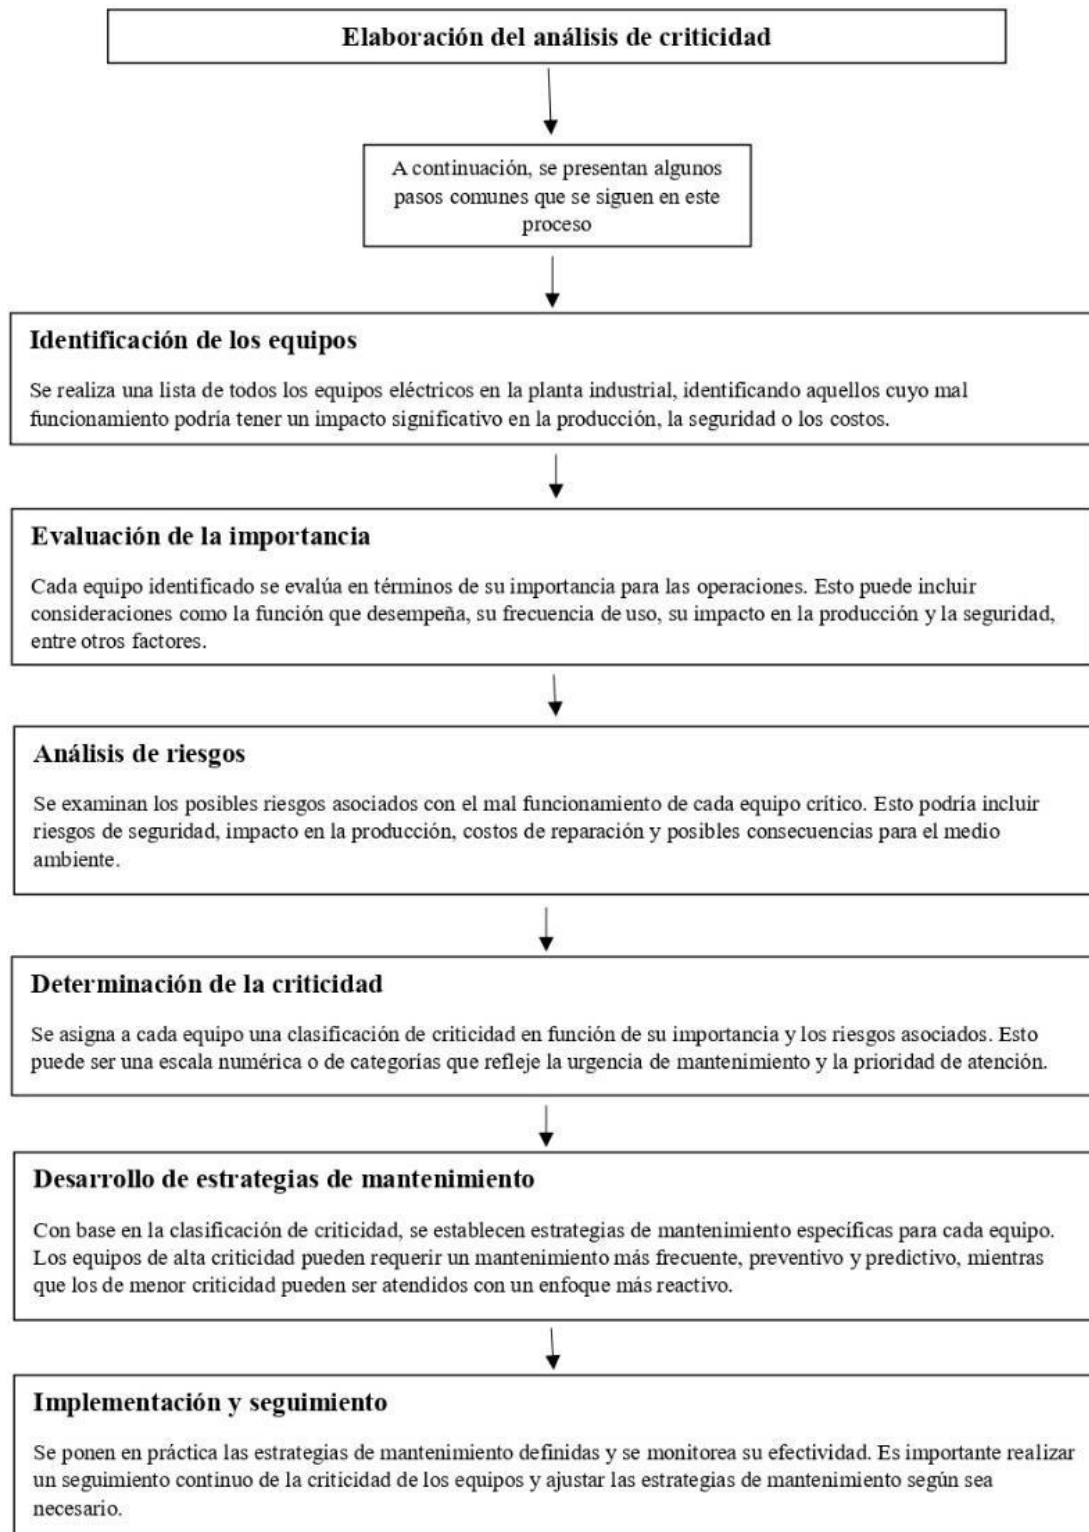 Elaboración del análisis de criticidad
A continuación, se presentan algunos
pasos comunes que se siguen en este
proceso
Identificación de los equipos
Se realiza una lista de todos los equipos eléctricos en la planta industrial, identificando aquellos cuyo mal
funcionamiento podría tener un impacto significativo en la producción, la seguridad o los costos.
Evaluación de la importancia
Cada equipo identificado se evalúa en términos de su importancia para las operaciones. Esto puede incluir
consideraciones como la función que desempeña, su frecuencia de uso, su impacto en la producción y la seguridad,
entre otros factores.
Análisis de riesgos
Se examinan los posibles riesgos asociados con el mal funcionamiento de cada equipo crítico. Esto podría incluir
riesgos de seguridad, impacto en la producción, costos de reparación y posibles consecuencias para el medio
ambiente.
Determinación de la criticidad
Se asigna a cada equipo una clasificación de criticidad en función de su importancia y los riesgos asociados. Esto
puede ser una escala numérica o de categorías que refleje la urgencia de mantenimiento y la prioridad de atención.
Desarrollo de estrategias de mantenimiento
Con base en la clasificación de criticidad, se establecen estrategias de mantenimiento específicas para cada equipo.
Los equipos de alta criticidad pueden requerir un mantenimiento más frecuente, preventivo y predictivo, mientras
que los de menor criticidad pueden ser atendidos con un enfoque más reactivo.
Implementación y seguimiento
Se ponen en práctica las estrategias de mantenimiento definidas y se monitorea su efectividad. Es importante realizar
un seguimiento continuo de la criticidad de los equipos y ajustar las estrategias de mantenimiento según sea
necesario.